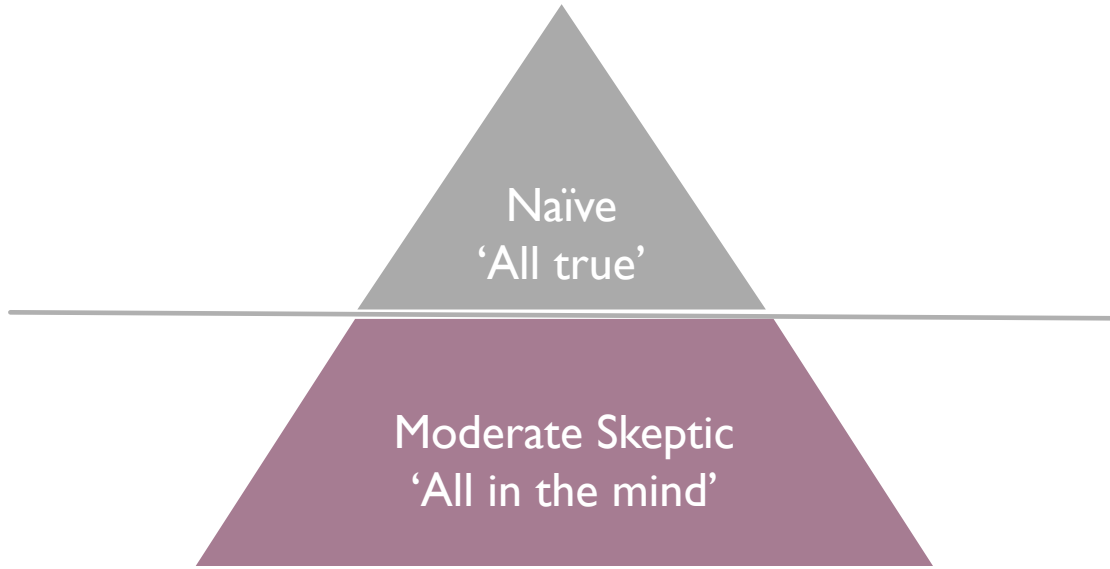 Naïve
‘All true’
Moderate Skeptic
‘All in the mind’